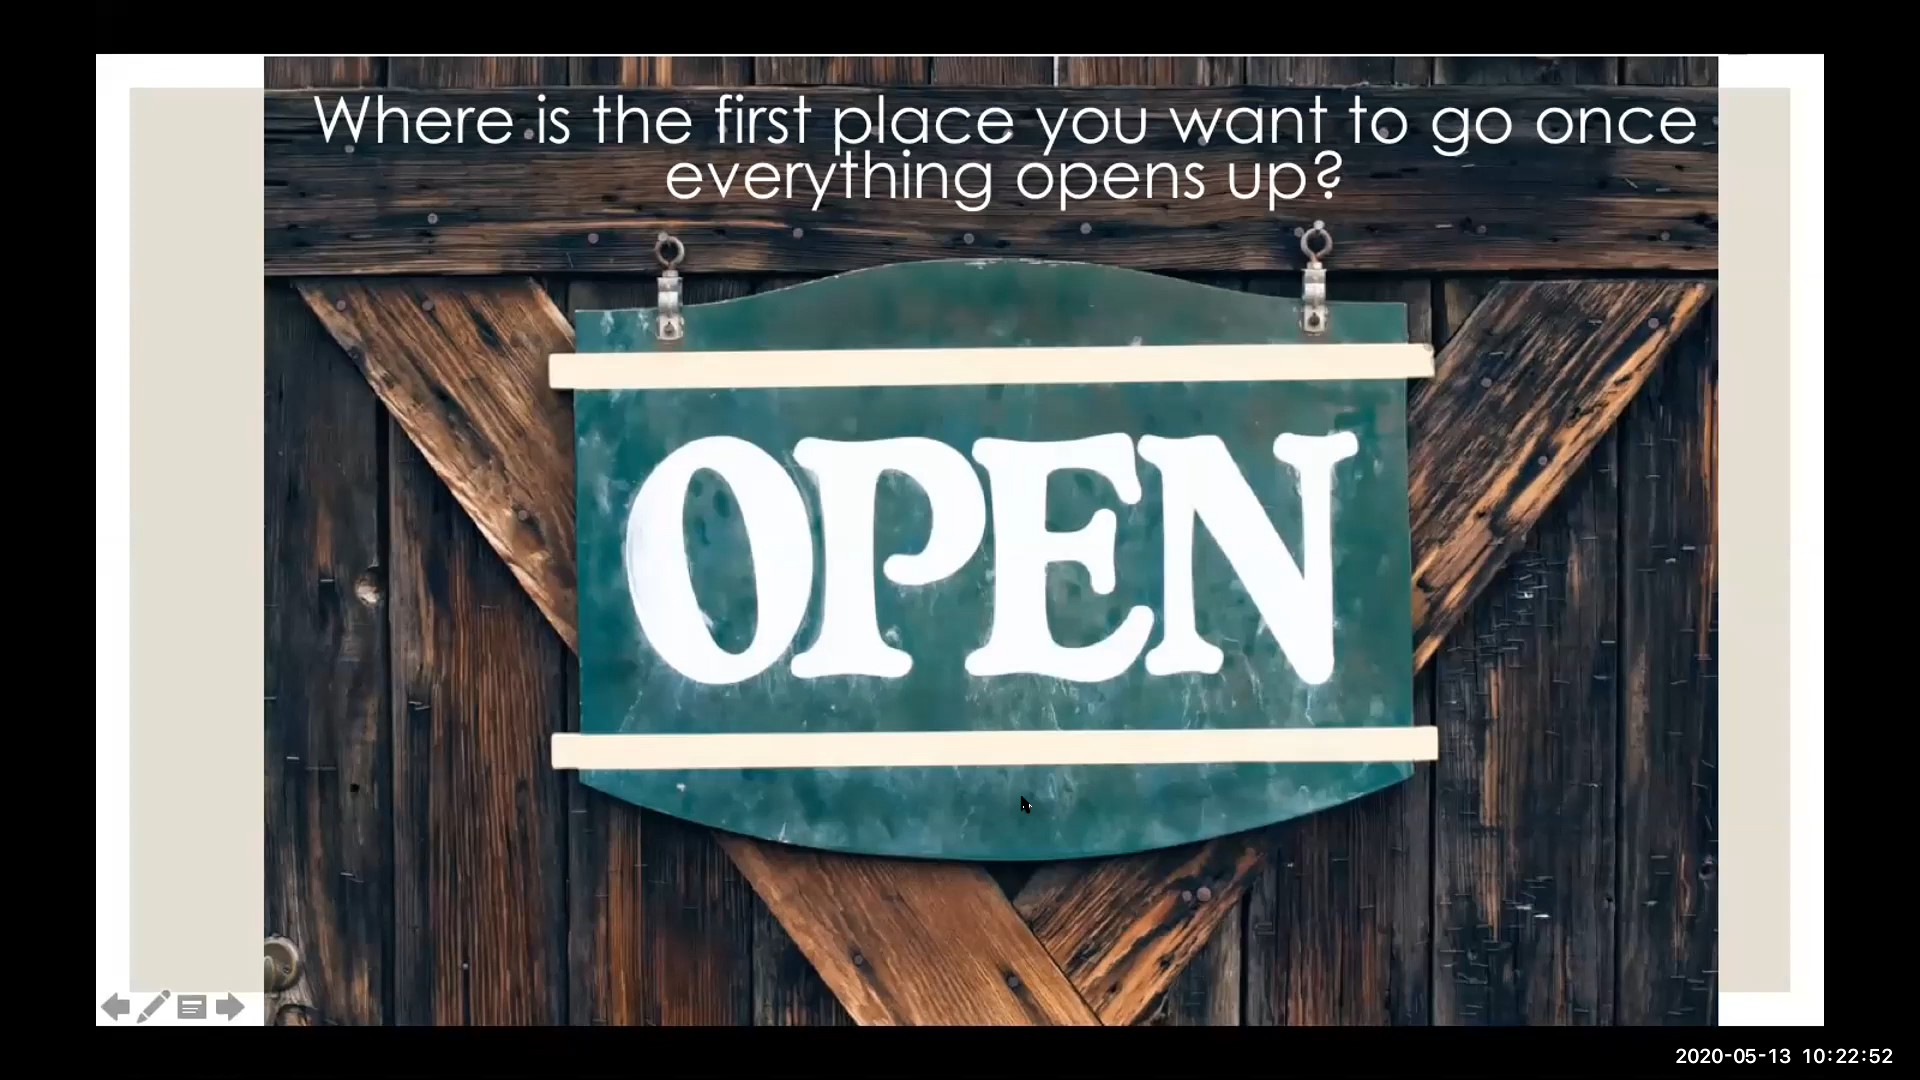 Where is the first place you want to go once
everything opens up?
OPEN
2020-05-13 10:22:52